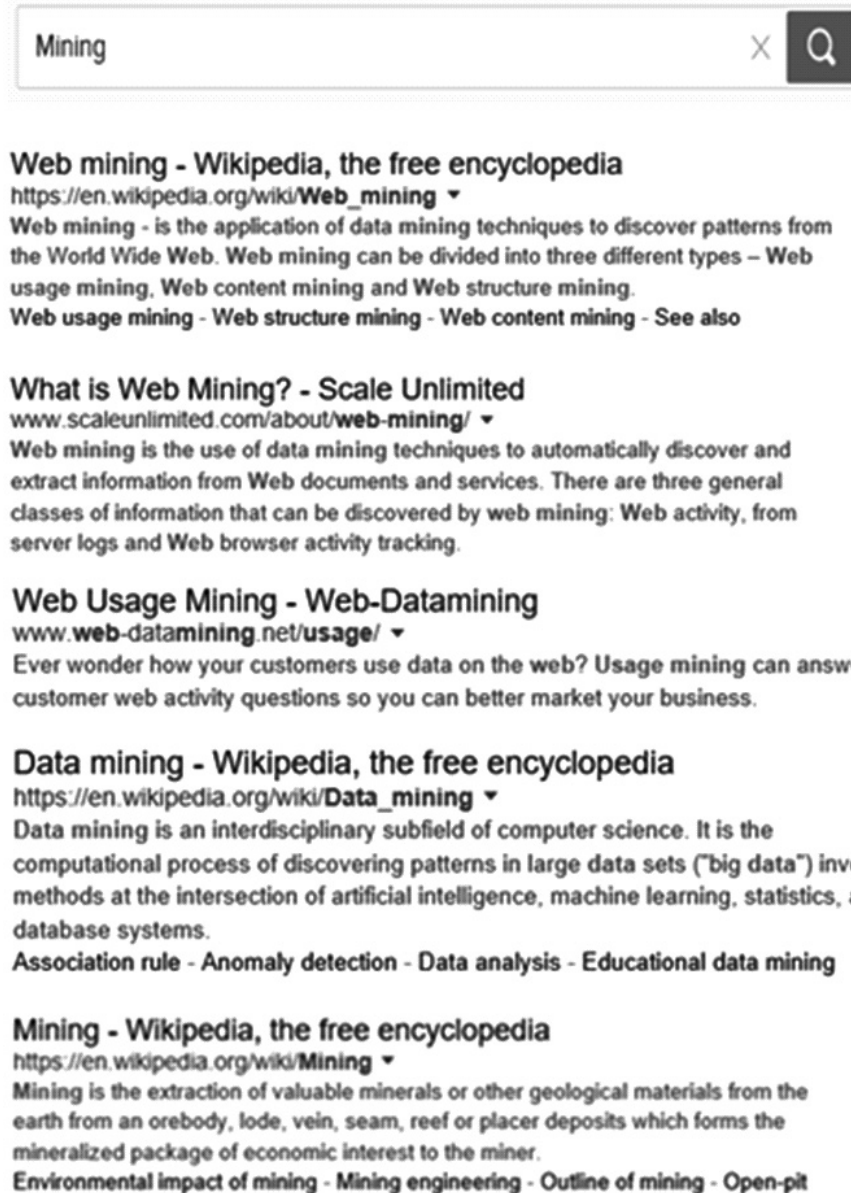 Mining
Web mining - Wikipedia, the free encyclopedia
https://en.wikipedia.org/wiki/Web_mining
Web mining - is the application of data mining techniques to discover patterns from
the World Wide Web. Web mining can be divided into three different types – Web
usage mining, Web content mining and Web structure mining.
Web usage mining - Web structure mining - Web content mining - See also
What is Web Mining? - Scale Unlimited
www.scaleunlimited.com/about/web-mining/
Web mining is the use of data mining techniques to automatically discover and
extract information from Web documents and services. There are three general
classes of information that can be discovered by web mining: Web activity, from
server logs and Web browser activity tracking.
Web Usage Mining - Web-Datamining
www.web-datamining.net/usage/
Ever wonder how your customers use data on the web? Usage mining can answ
customer web activity questions so you can better market your business.
Data mining - Wikipedia, the free encyclopedia
https://en.wikipedia.org/wiki/Data_mining
Data mining is an interdisciplinary subfield of computer science. It is the
computational process of discovering patterns in large data sets ("big data") inv
methods at the intersection of artificial intelligence, machine learning, statistics, a
database systems.
Association rule - Anomaly detection - Data analysis - Educational data mining
Mining - Wikipedia, the free encyclopedia
https://en.wikipedia.org/wiki/Mining
Mining is the extraction of valuable minerals or other geological materials from the
earth from an orebody, lode, vein, seam, reef or placer deposits which forms the
mineralized package of economic interest to the miner.
Environmental impact of mining - Mining engineering - Outline of mining - Open-pit